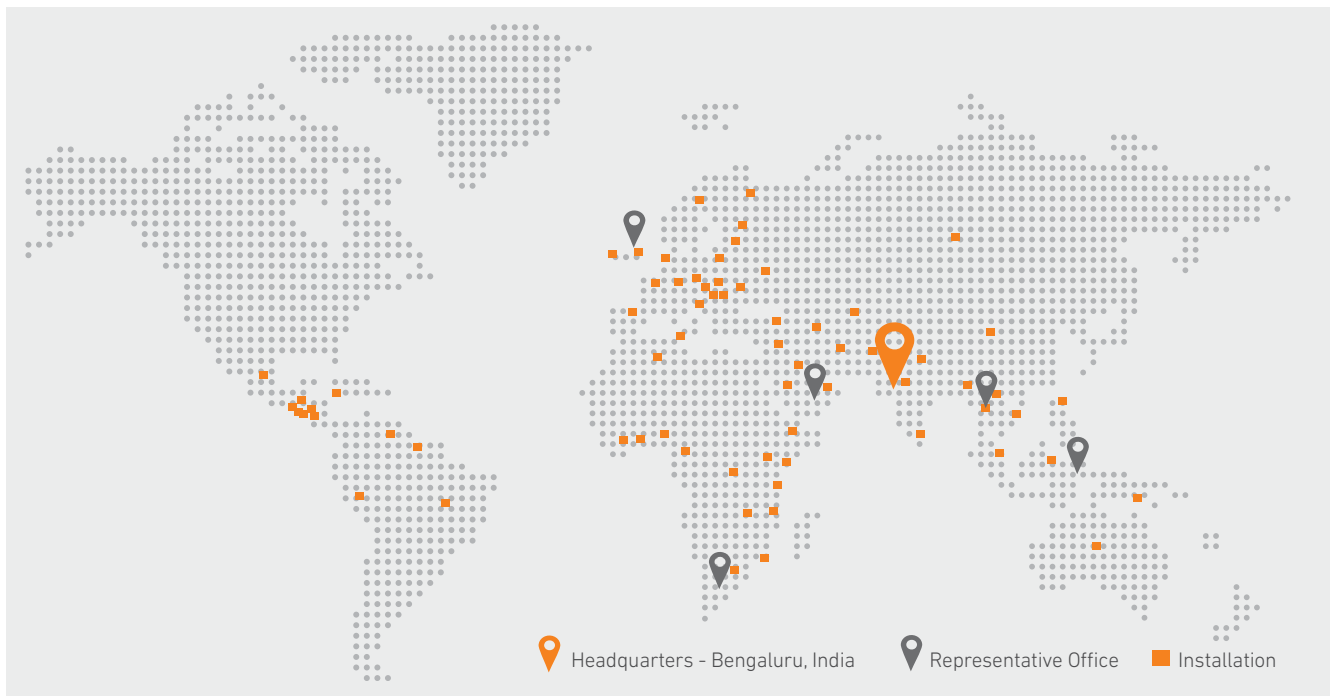 Headquarters - Bengaluru, India
Representative Office
Installation